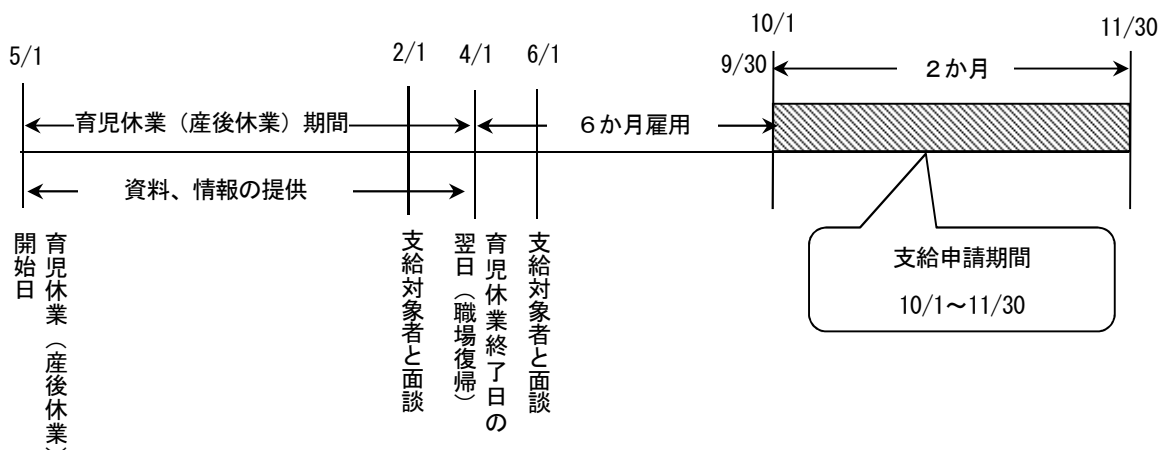 10/1
11/30
5/1
2/1
4/1
6/1
9/30
2か月
育児休業（産後休業）期間
6か月雇用
資料、情報の提供
育児休業（産後休業）
開始日
支給対象者と面談
育児休業終了日の
翌日（職場復帰）
支給対象者と面談
支給申請期間
10/1～11/30